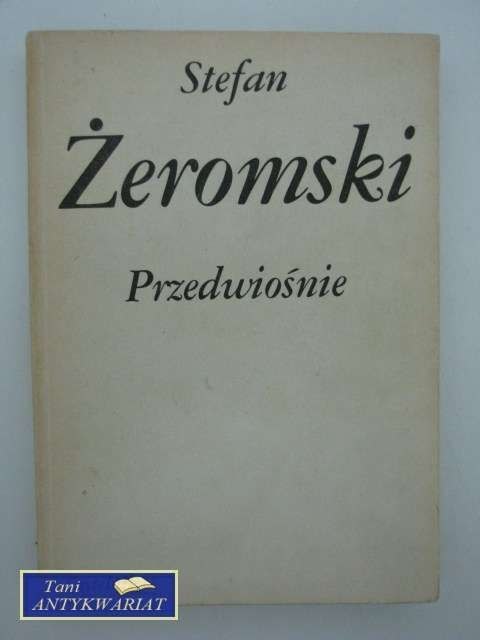 Stefan
Żeromski
Przedwiośnie
Tani
ANTYKWARIAT